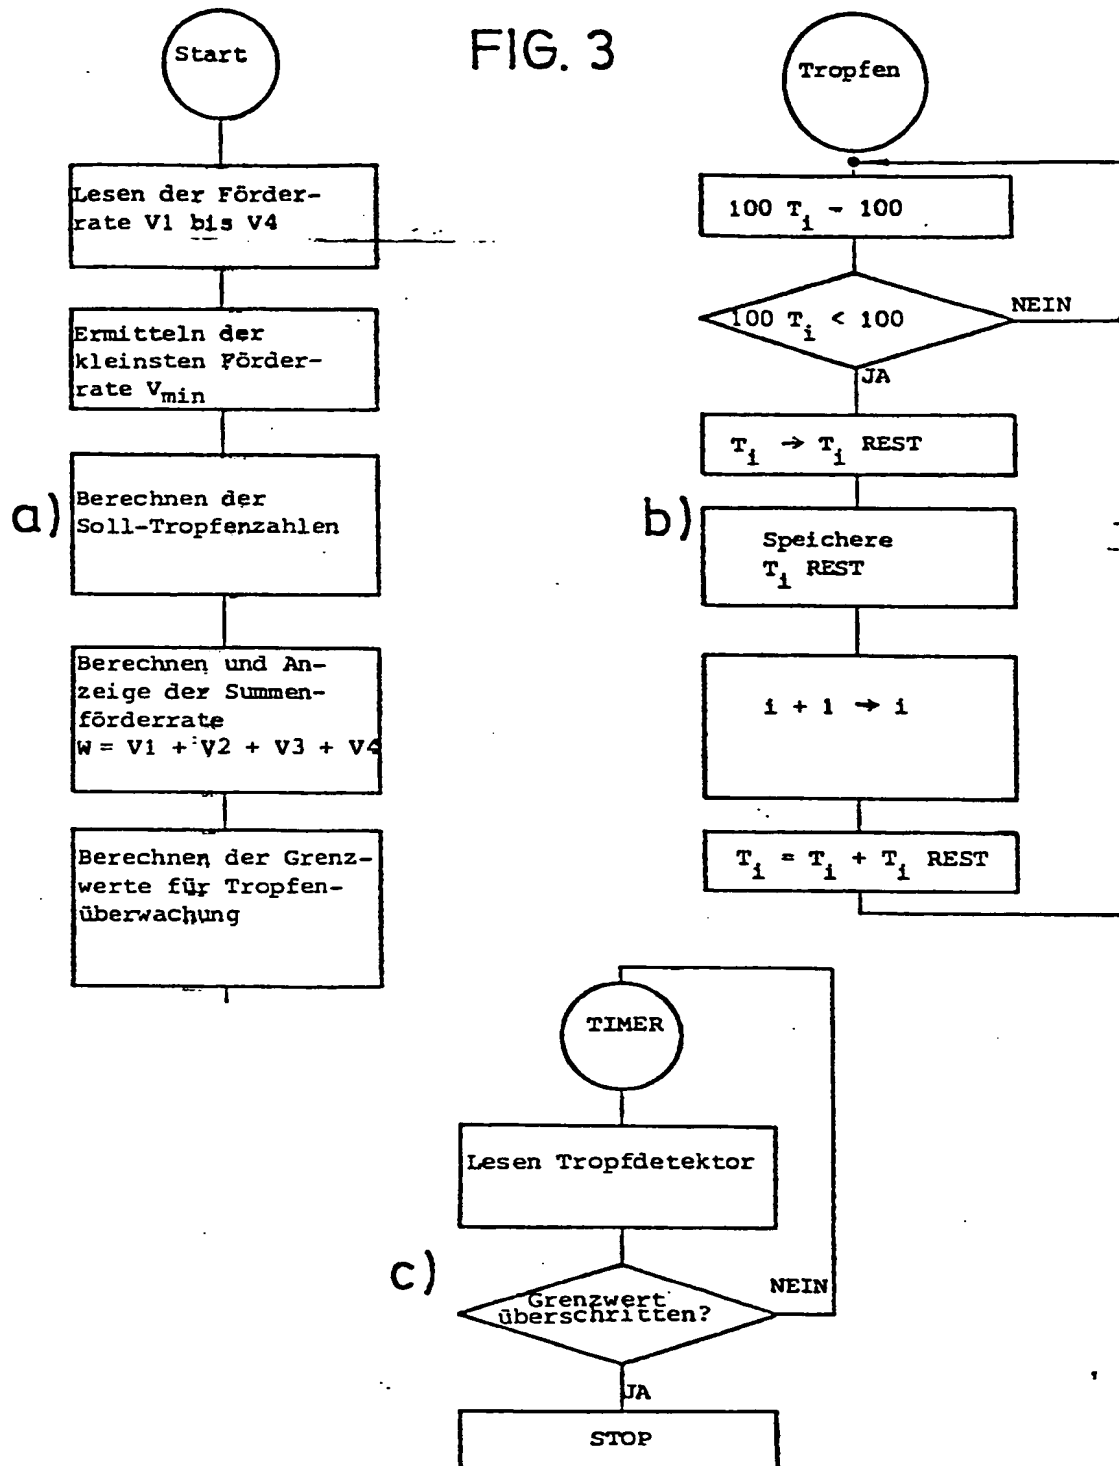 FIG. 3
a)
Start
Lesen der Förder-
rate V1 bis V4
Ermitteln der
kleinsten Förder-
rate Vmin
Berechnen der
Soll-Tropfenzahlen
Berechnen und An-
zeige der Summen-
förderrate
W = V1 + V2 + V3 + V4
Berechnen der Grenz-
werte für Tropfen-
überwachung
b)
Tropfen
100 Ti - 100
100 Ti < 100
NEIN
JA
Ti → Ti REST
Speichere
Ti REST
i + 1 → i
Ti = Ti + Ti REST
c)
TIMER
Lesen Tropfdetektor
Grenzwert
überschritten?
NEIN
JA
STOP